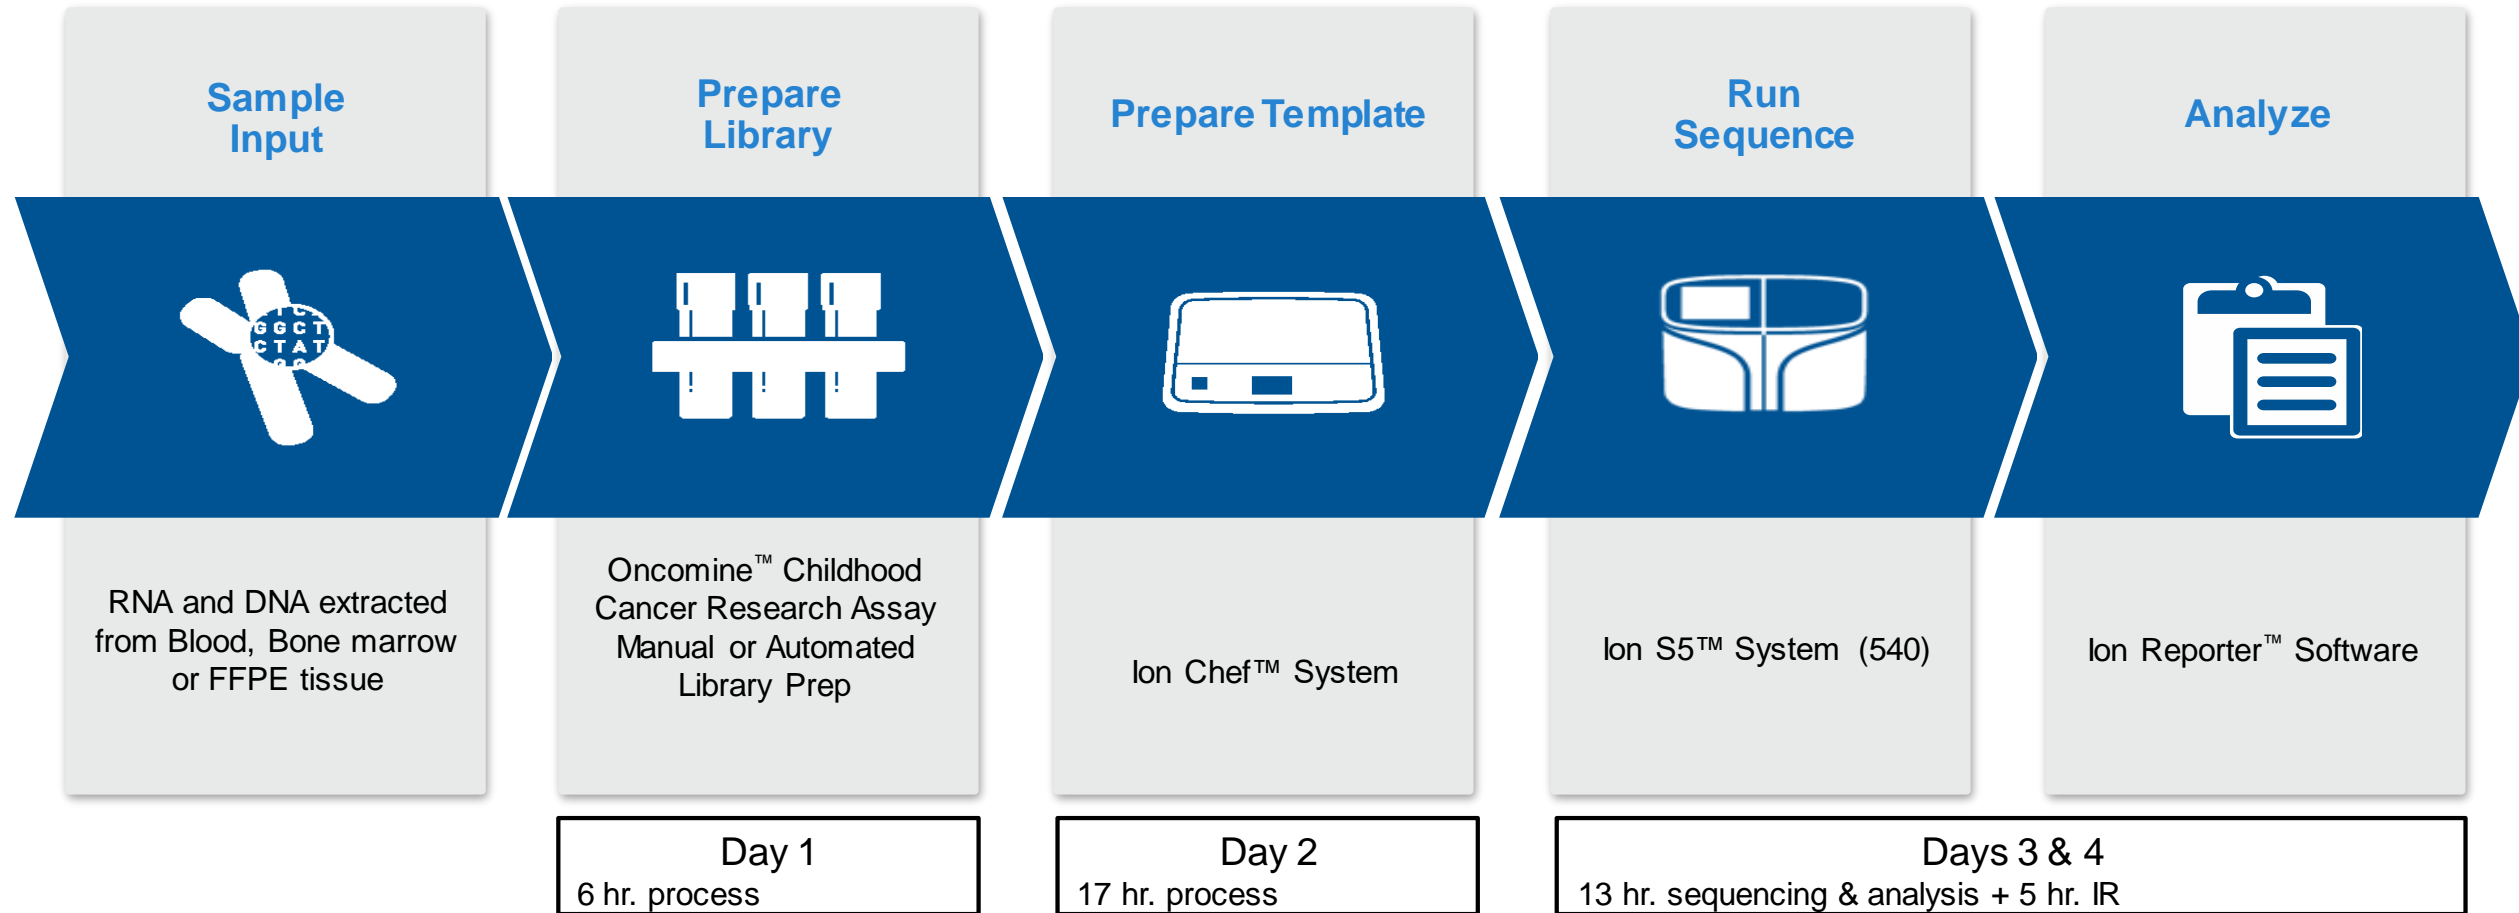 Sample
Input
Prepare
Library
Prepare Template
Run
Sequence
Analyze
GGCT
CTAT
RNA and DNA extracted
from Blood, Bone marrow
or FFPE tissue
Oncomine™ Childhood
Cancer Research Assay
Manual or Automated
Library Prep
Ion Chef™ System
Ion S5™ System (540)
Ion Reporter™ Software
Day 1
6 hr. process
Day 2
17 hr. process
Days 3 & 4
13 hr. sequencing & analysis + 5 hr. IR